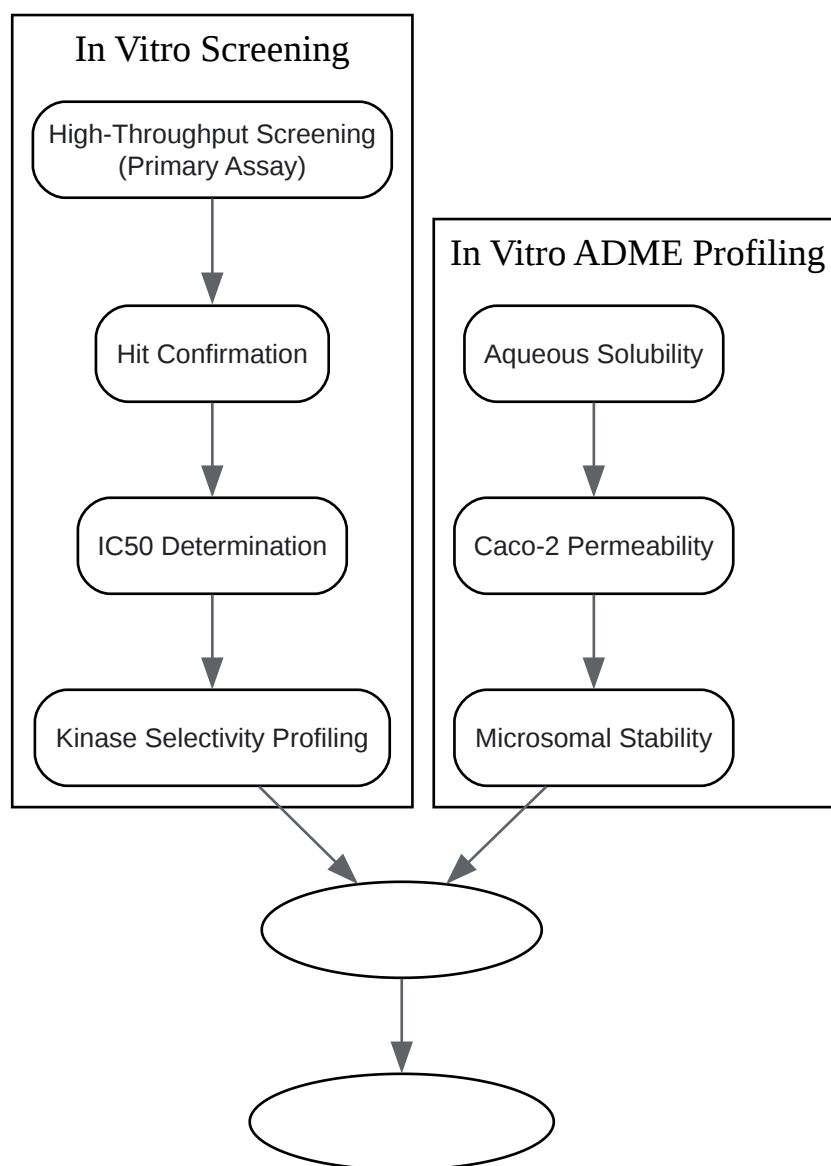 In Vitro Screening
High-Throughput Screening
(Primary Assay)
Hit Confirmation
IC50 Determination
Kinase Selectivity Profiling
In Vitro ADME Profiling
Aqueous Solubility
Caco-2 Permeability
Microsomal Stability